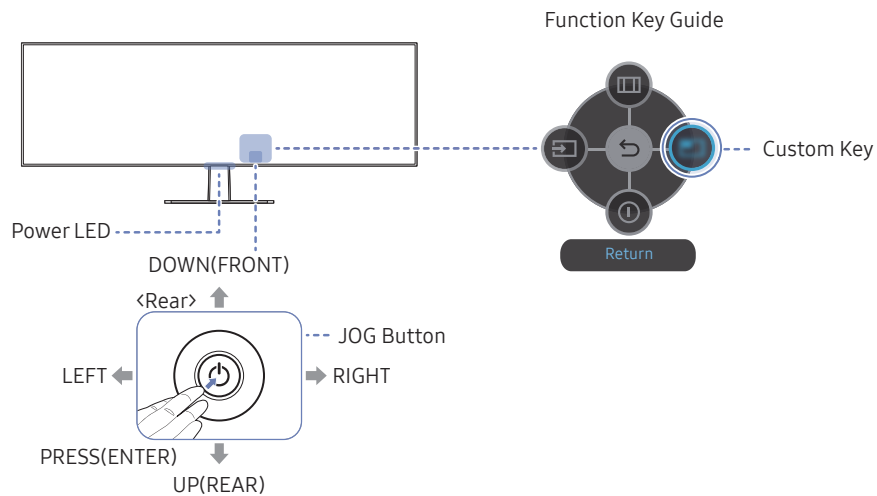 Function Key Guide
Custom Key
Return
Power LED
DOWN(FRONT)
<Rear>
JOG Button
LEFT
RIGHT
PRESS(ENTER)
UP(REAR)